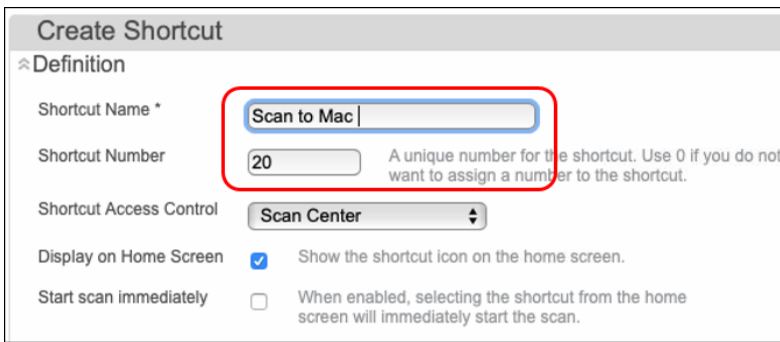 Create Shortcut
Definition
Shortcut Name *
Scan to Mac
Shortcut Number
20
A unique number for the shortcut. Use 0 if you do not
want to assign a number to the shortcut.
Shortcut Access Control
Scan Center
Display on Home Screen
Show the shortcut icon on the home screen.
Start scan immediately
When enabled, selecting the shortcut from the home
screen will immediately start the scan.